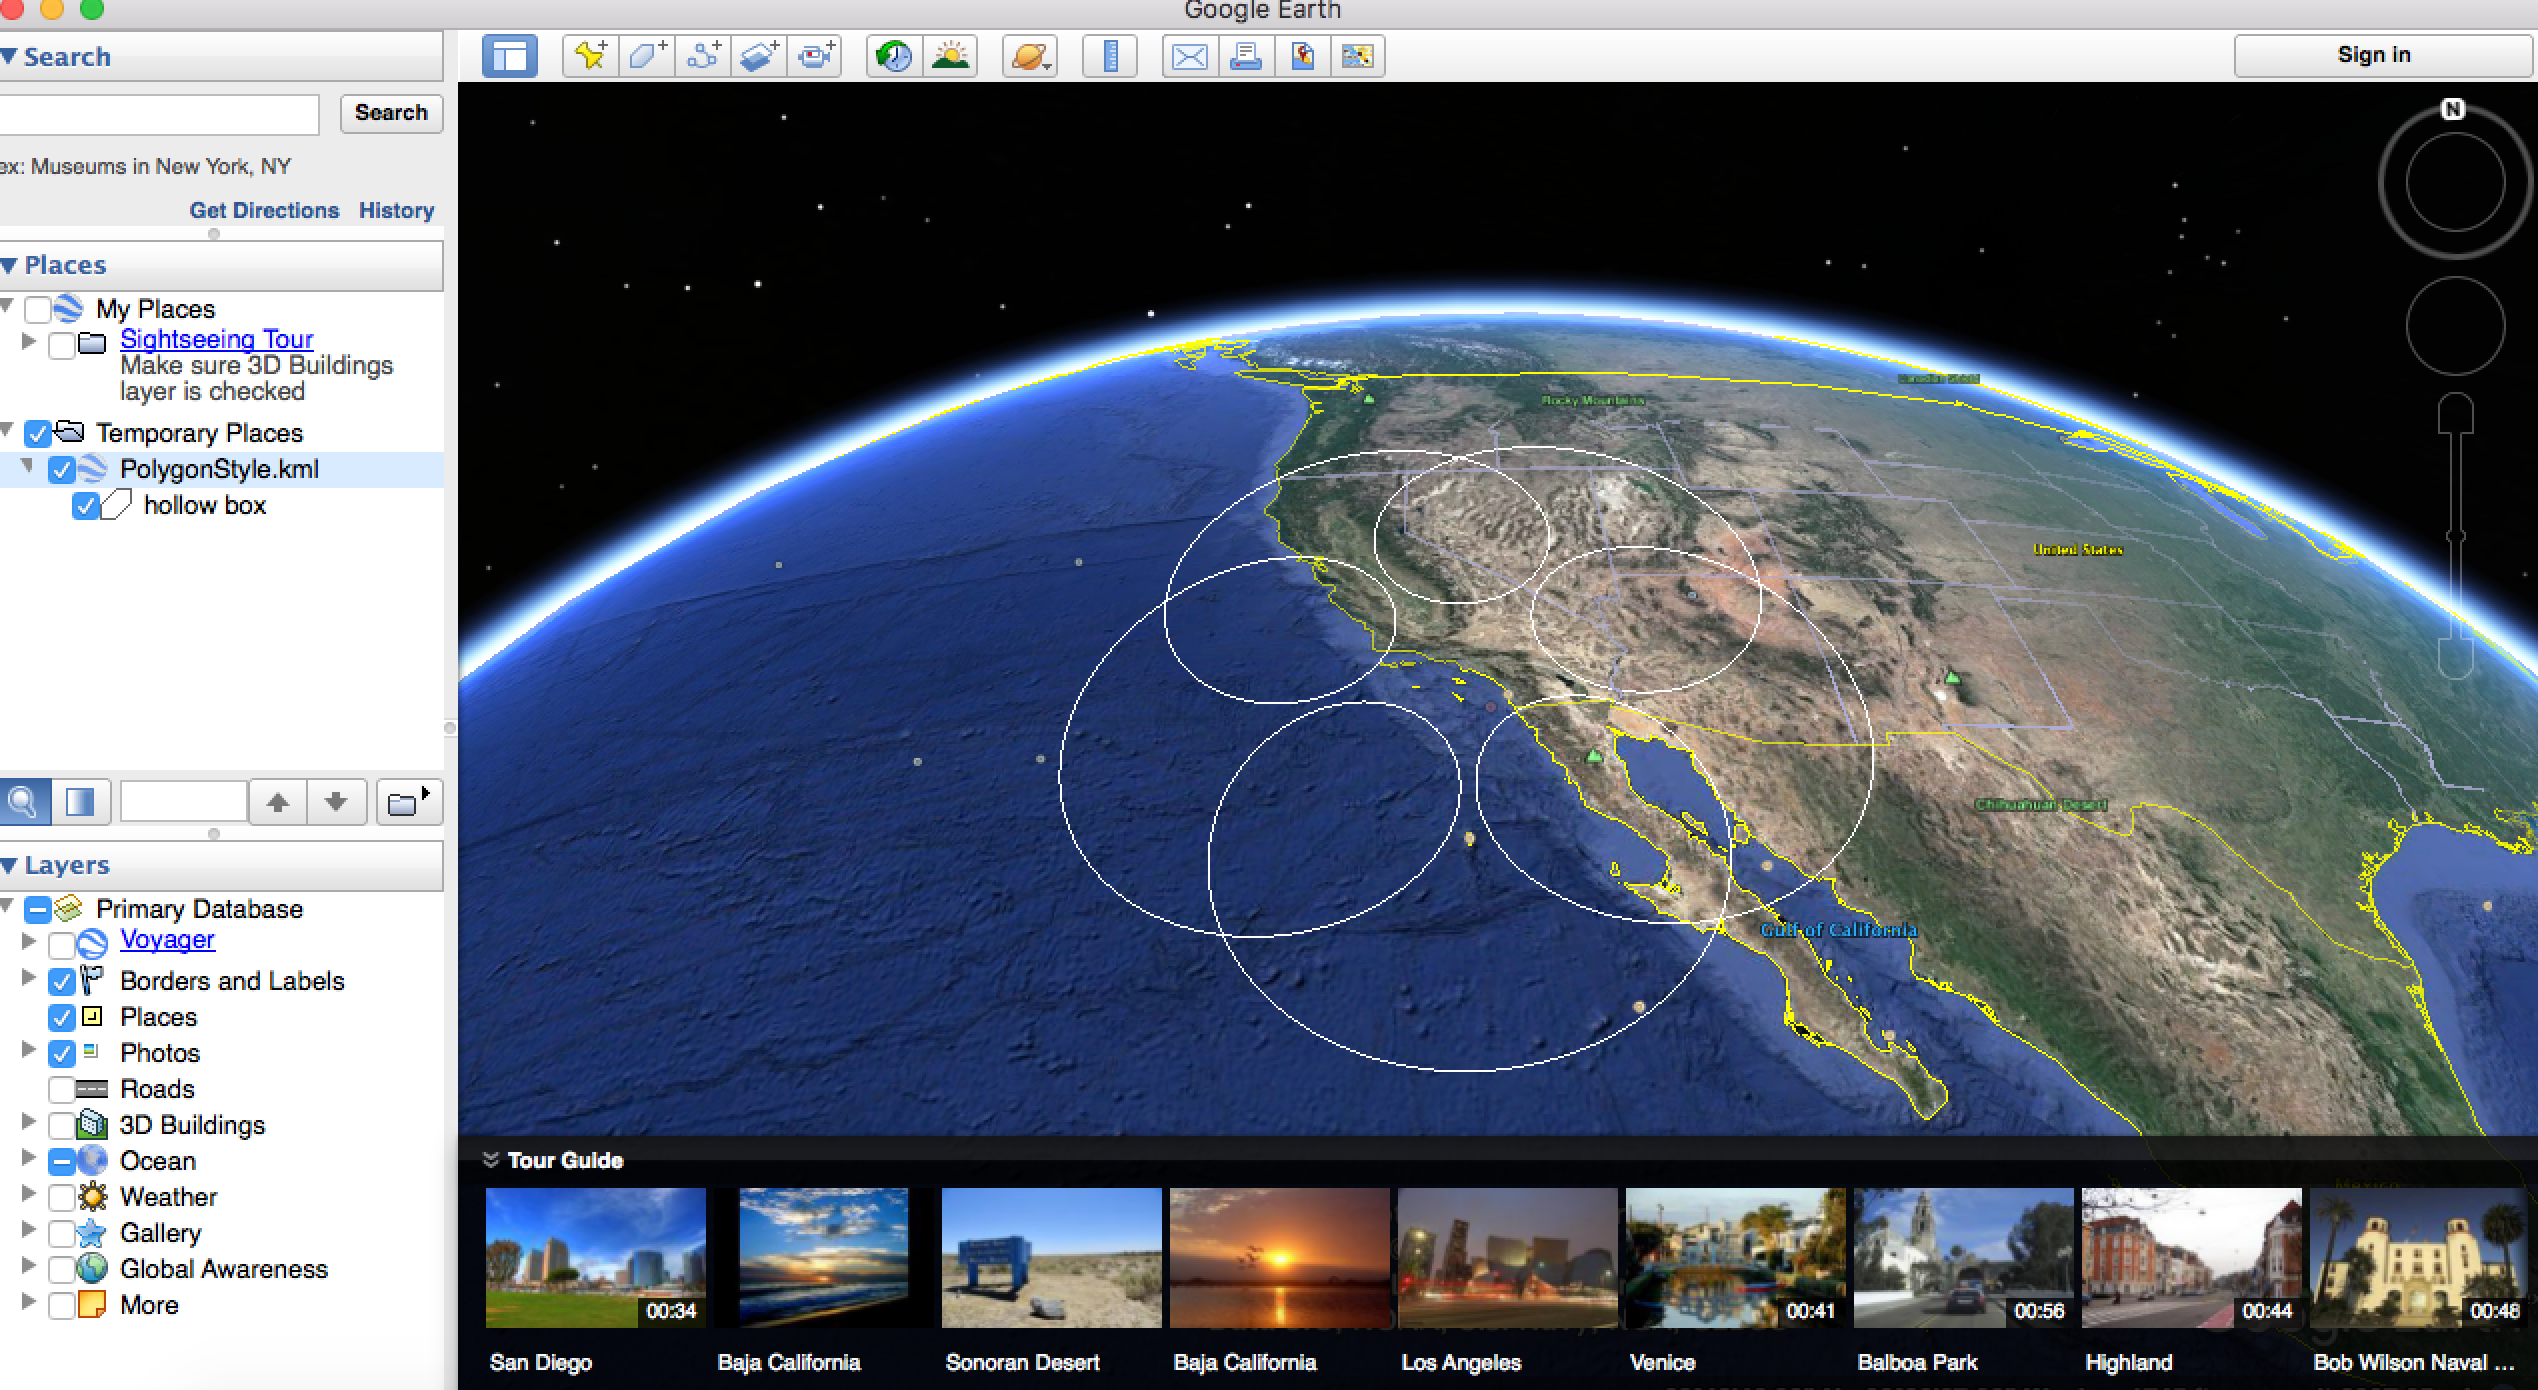 Google Earth
Search
Search
ex: Museums in New York, NY
Get Directions History
Places
My Places
Sightseeing Tour
Make sure 3D Buildings
layer is checked
Temporary Places
PolygonStyle.kml
hollow box
Layers
Primary Database
Voyager
Borders and Labels
Places
Photos
Roads
3D Buildings
Ocean
Weather
Gallery
Global Awareness
More
Sign in
N
Rocky Mountains
United States
Chihuahuan Desert
Gulf of California
Mexico
Tour Guide
00:34
00:41
00:56
00:44
00:48
San Diego
Baja California
Sonoran Desert
Baja California
Los Angeles
Venice
Balboa Park
Highland
Bob Wilson Naval ...